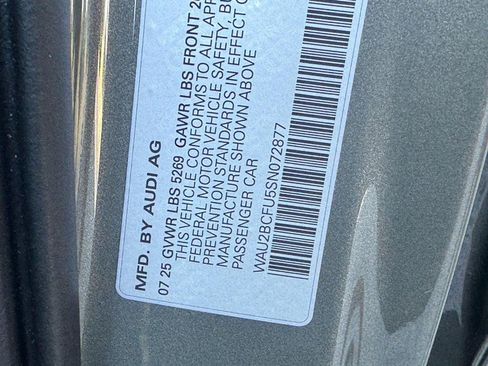 MFD. BY AUDI AG
07 25 GVWR LBS 5269 GAWR LBS FRONT
THIS VEHICLE CONFORMS TO ALL
FEDERAL MOTOR VEHICLE SAFETY,
PREVENTION STANDARDS IN EFFECT
MANUFACTURE SHOWN ABOVE
PASSENGER CAR
WAU2BCFU5SN072877